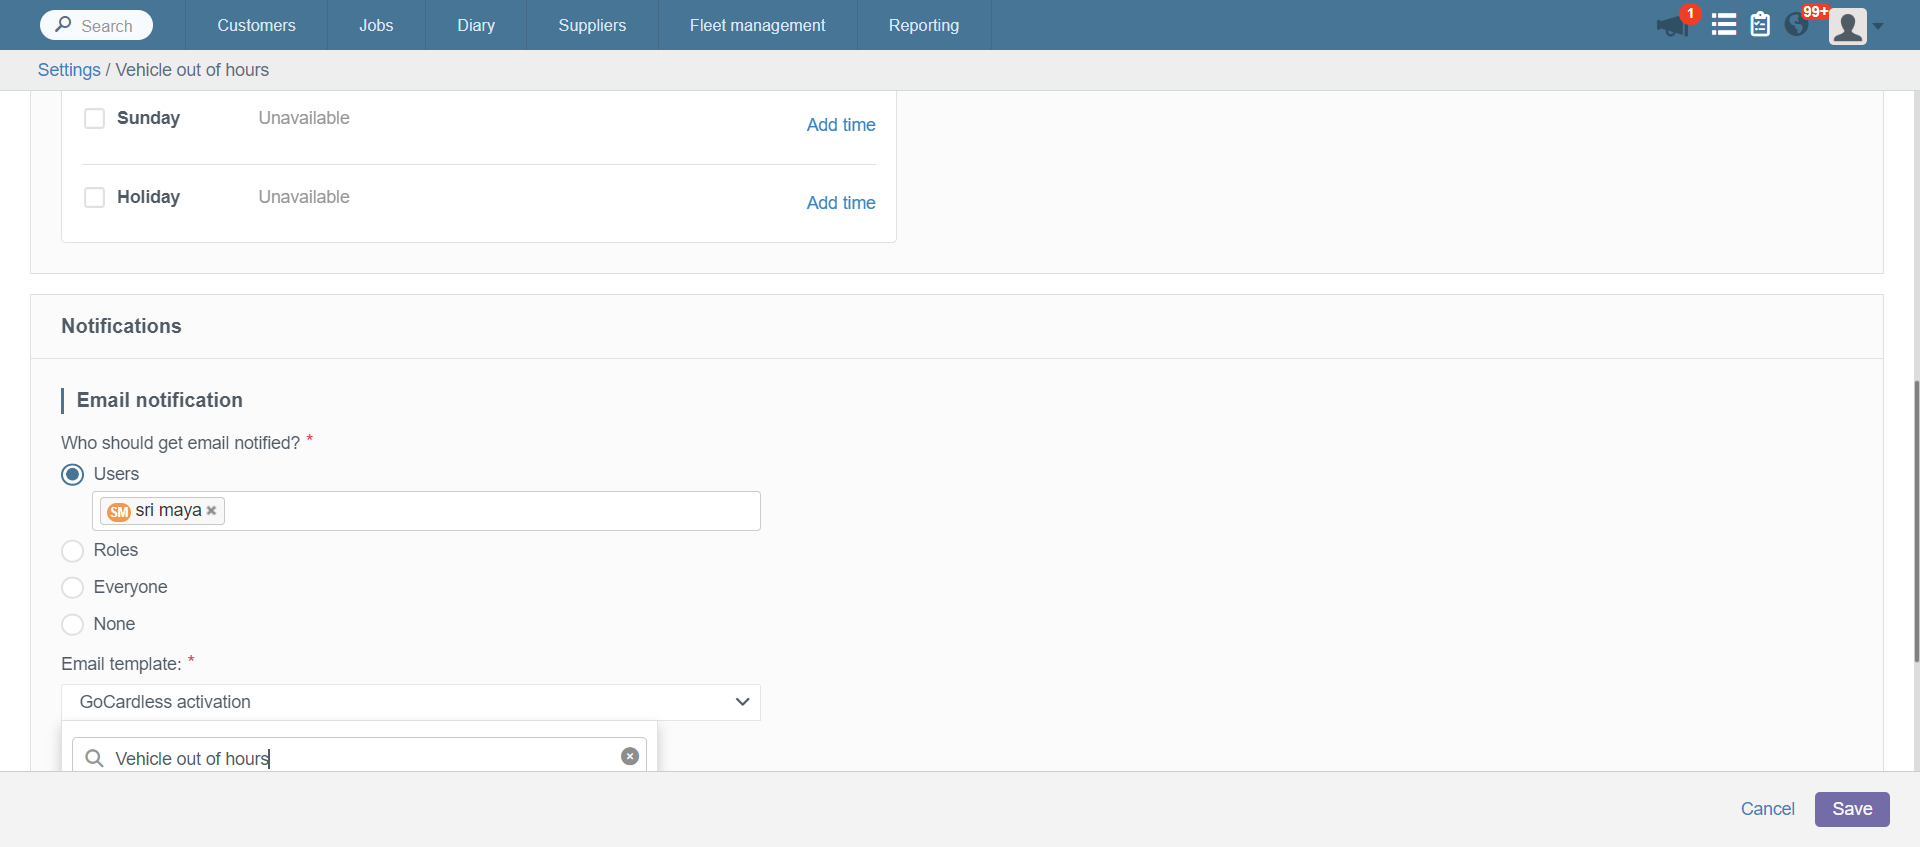 Search
Customers
Jobs
Diary
Suppliers
Fleet management
Reporting
1
99+
Settings / Vehicle out of hours
Sunday Unavailable Add time
Holiday Unavailable Add time
Notifications
Email notification
Who should get email notified? *
Users
SM sri maya ×
Roles
Everyone
None
Email template: *
GoCardless activation
Vehicle out of hours
Cancel Save